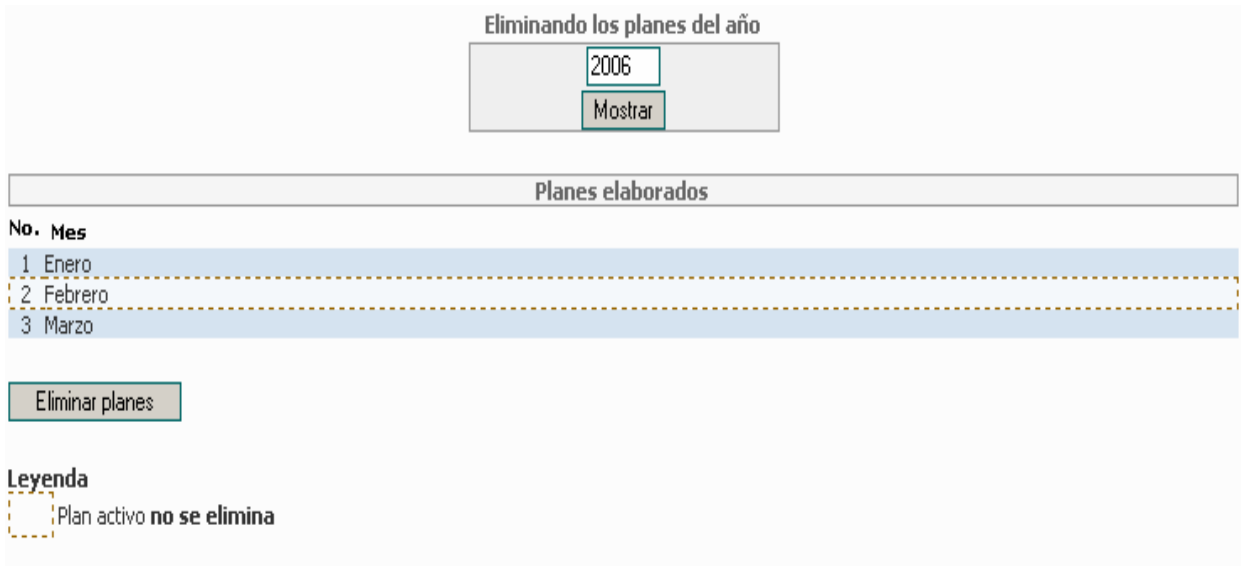 Eliminando los planes del año
2006
Mostrar
Planes elaborados
No. Mes
1 Enero
2 Febrero
3 Marzo
Eliminar planes
Leyenda
Plan activo no se elimina